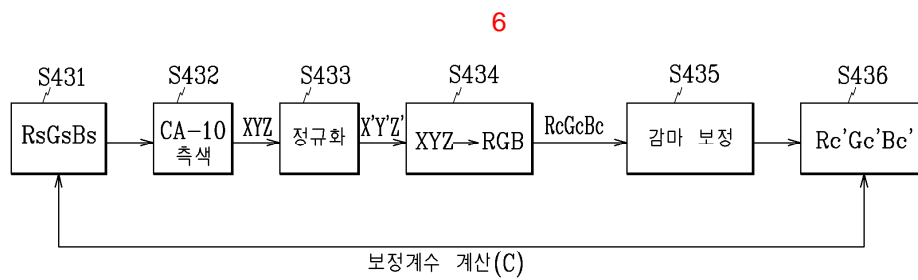 6
S431 S432 S433 S434 S435 S436
RsGsBs
CA-10
측색
XYZ
정규화
X'Y'Z'
XYZ→RGB
RcGcBc
감마 보정
Rc'Gc'Bc'
보정계수 계산(C)